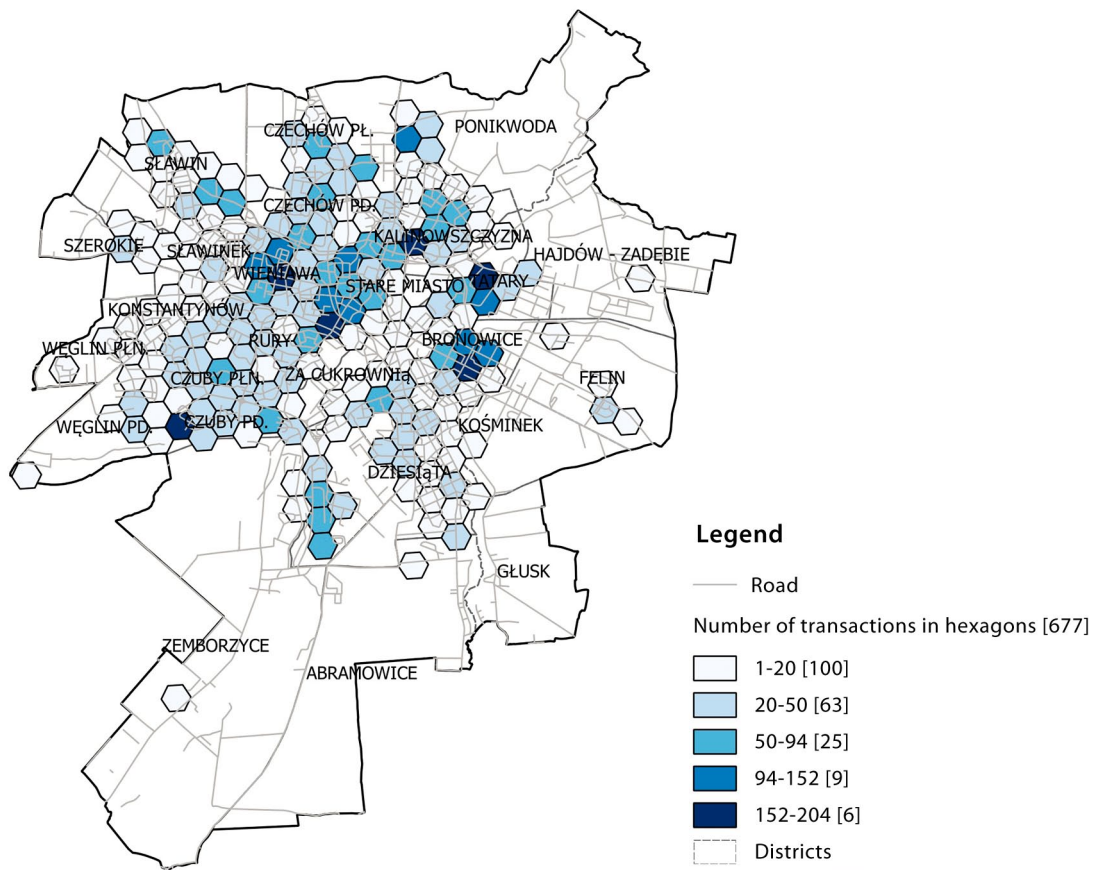 CZECHÓW PŁ.
PONIKWODA
SŁAWIN
CZECHÓW PD.
KALINOWSZCZYZNA
SZEROKIE
SŁAWINEK
HAJDÓW - ZADĘBIE
WIENIAWA
STARE MIASTO
TATARY
KONSTANTYNÓW
RURY
BRONOWICE
WĘGLIN PŁN.
CZUBY PŁN.
ZA CUKROWNIą
FELIN
WĘGLIN PD.
CZUBY PD.
KOŚMINEK
DZIESIąTA
GŁUSK
ZEMBORZYCE
ABRAMOWICE
Legend
Road
Number of transactions in hexagons [677]
1-20 [100]
20-50 [63]
50-94 [25]
94-152 [9]
152-204 [6]
Districts